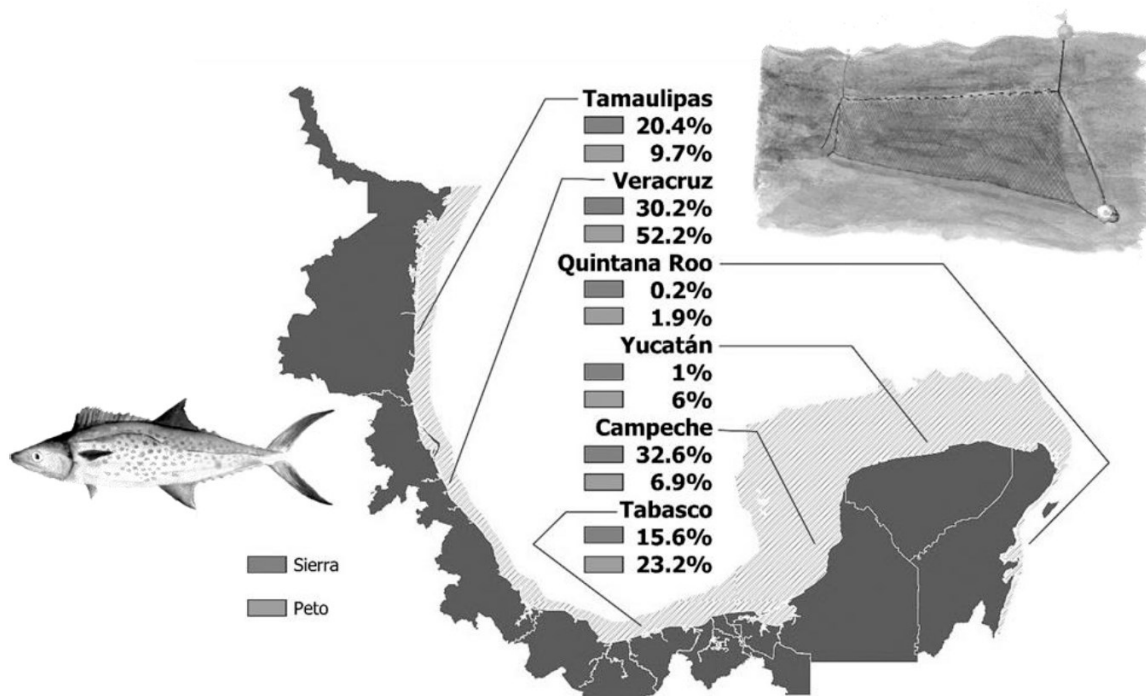 Tamaulipas
20.4%
9.7%
Veracruz
30.2%
52.2%
Quintana Roo
0.2%
1.9%
Yucatán
1%
6%
Campeche
32.6%
6.9%
Tabasco
15.6%
23.2%
Sierra
Peto